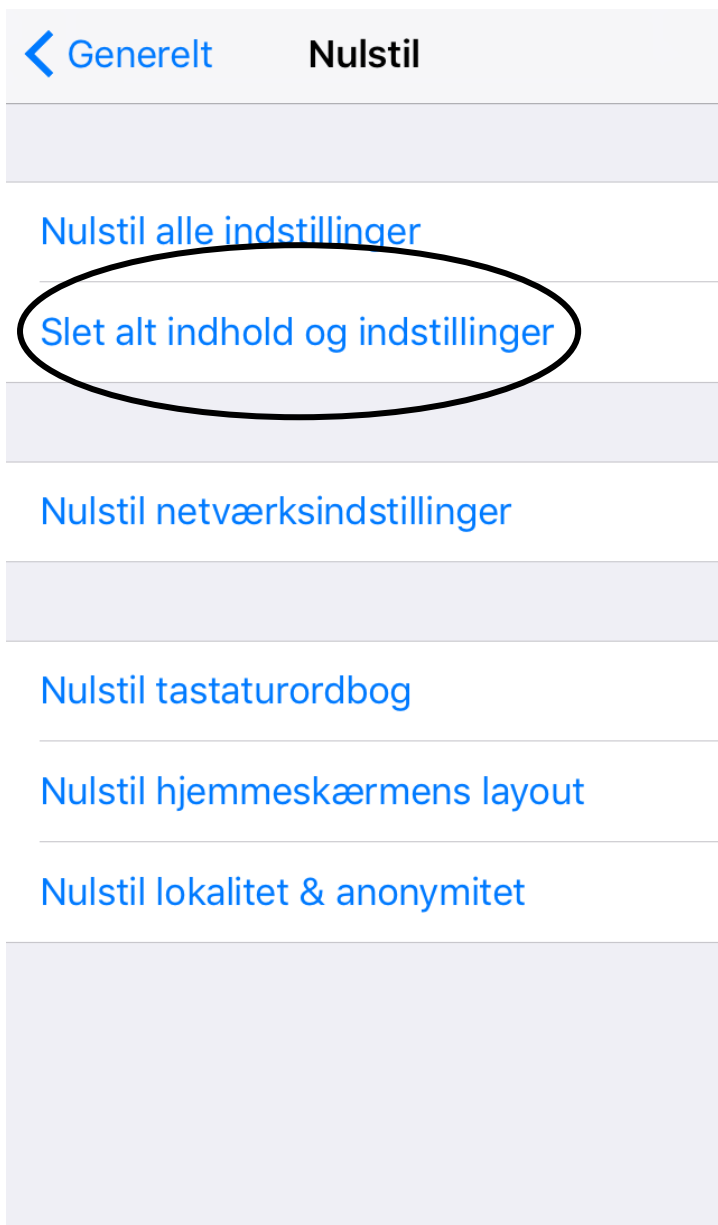 Generelt Nulstil
Nulstil alle indstillinger
Slet alt indhold og indstillinger
Nulstil netværksindstillinger
Nulstil tastaturordbog
Nulstil hjemmeskærmens layout
Nulstil lokalitet & anonymitet